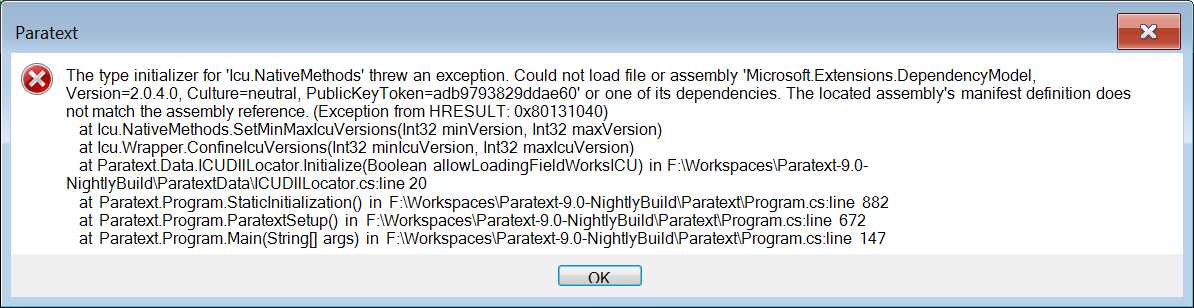 Paratext
The type initializer for 'Icu.NativeMethods' threw an exception. Could not load file or assembly 'Microsoft.Extensions.DependencyModel,
Version=2.0.4.0, Culture=neutral, PublicKeyToken=adb9793829ddae60' or one of its dependencies. The located assembly's manifest definition does
not match the assembly reference. (Exception from HRESULT: 0x80131040)
at Icu.NativeMethods.SetMinMaxIcuVersions(Int32 minVersion, Int32 maxVersion)
at Icu.Wrapper.ConfineIcuVersions(Int32 minIcuVersion, Int32 maxIcuVersion)
at Paratext.Data.ICUDllLocator.Initialize(Boolean allowLoadingFieldWorksICU) in F:\Workspaces\Paratext-9.0-
NightlyBuild\ParatextData\ICUDllLocator.cs:line 20
at Paratext.Program.StaticInitialization() in F:\Workspaces\Paratext-9.0-NightlyBuild\Paratext\Program.cs:line 882
at Paratext.Program.ParatextSetup() in F:\Workspaces\Paratext-9.0-NightlyBuild\Paratext\Program.cs:line 672
at Paratext.Program.Main(String[] args) in F:\Workspaces\Paratext-9.0-NightlyBuild\Paratext\Program.cs:line 147
OK